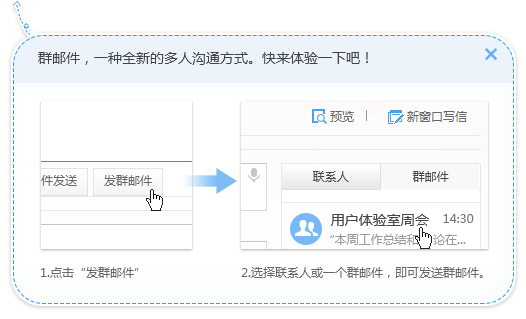 群邮件，一种全新的多人沟通方式。快来体验一下吧！
预览 | 新窗口写信
件发送 发群邮件
联系人 群邮件
用户体验室周会 14:30
“本周工作总结和 论在...
1.点击“发群邮件”
2.选择联系人或一个群邮件，即可发送群邮件。